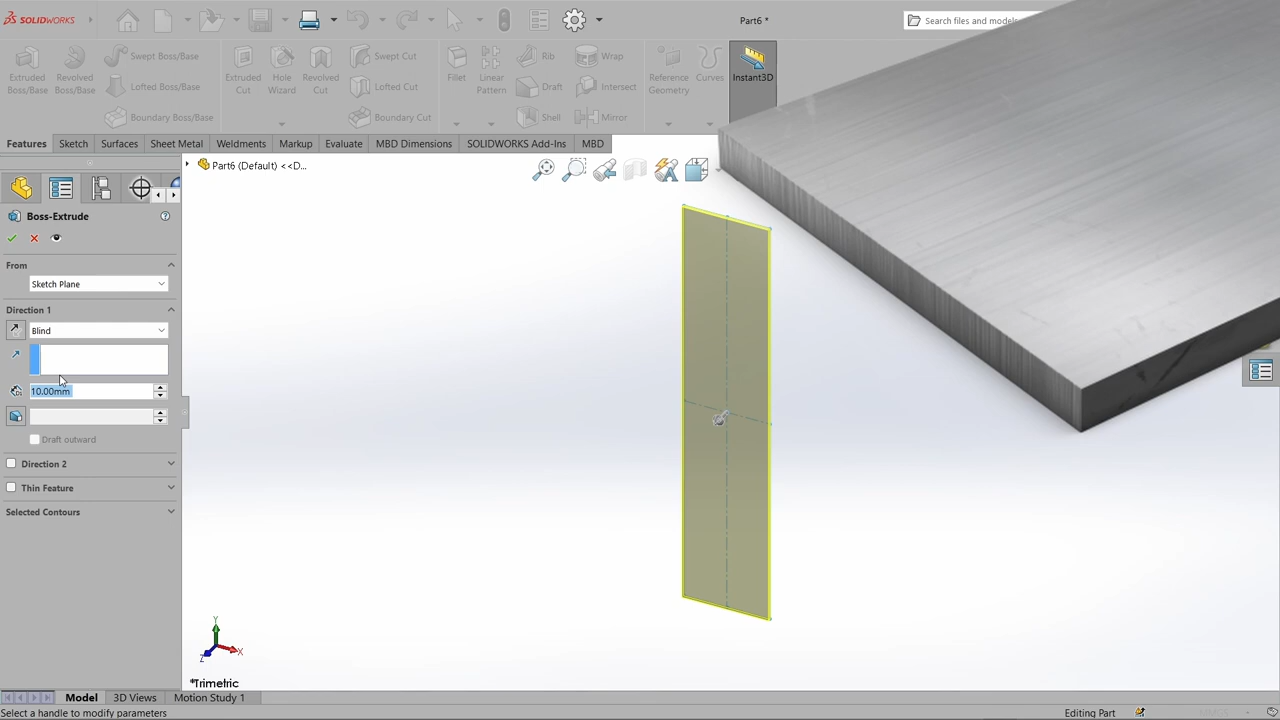 SOLIDWORKS
Part6 *
Search files and models
Extruded Boss/Base
Revolved Boss/Base
Swept Boss/Base
Lofted Boss/Base
Boundary Boss/Base
Extruded Cut
Hole Wizard
Revolved Cut
Swept Cut
Lofted Cut
Boundary Cut
Fillet
Linear Pattern
Rib
Draft
Shell
Wrap
Intersect
Mirror
Reference Geometry
Curves
Instant3D
Features Sketch Surfaces Sheet Metal Weldments Markup Evaluate MBD Dimensions SOLIDWORKS Add-Ins MBD
Part6 (Default) <<D...
Boss-Extrude
From
Sketch Plane
Direction 1
Blind
10.00mm
Draft outward
Direction 2
Thin Feature
Selected Contours
Y
X
Z
*Trimetric
Model 3D Views Motion Study 1
Select a handle to modify parameters
Editing Part